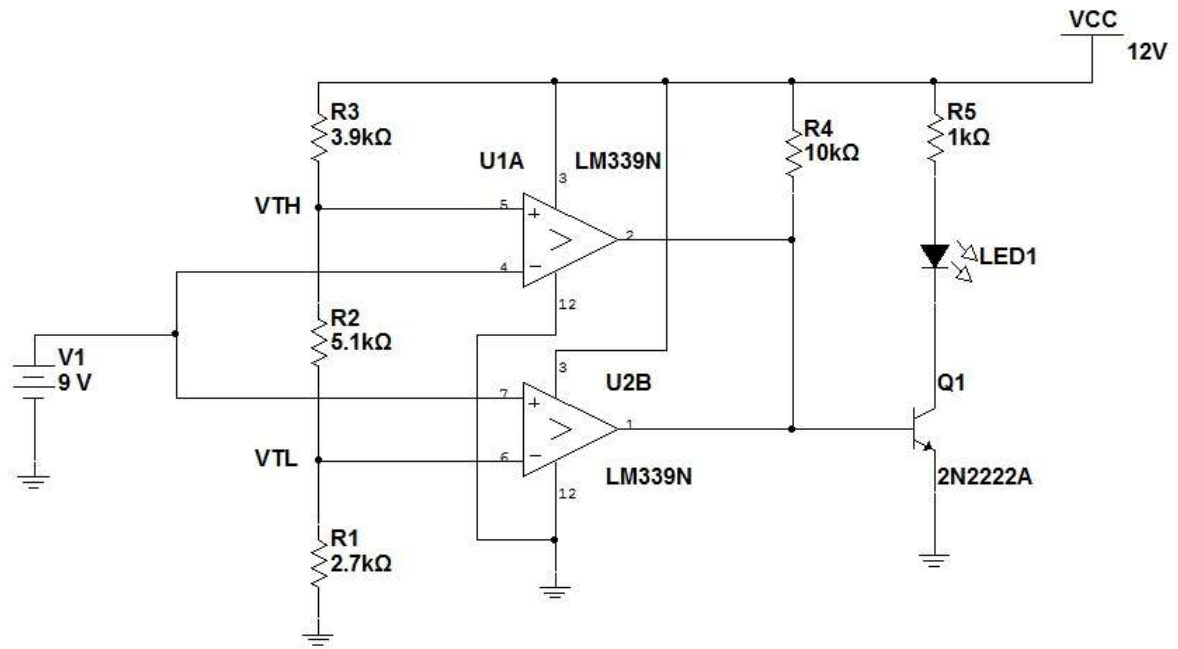 VCC
12V
R3
3.9kΩ
R4
10kΩ
R5
1kΩ
U1A
LM339N
3
VTH
5
+
2
4
−
LED1
12
R2
5.1kΩ
V1
9 V
3
U2B
Q1
7
+
1
VTL
6
−
LM339N
2N2222A
12
R1
2.7kΩ